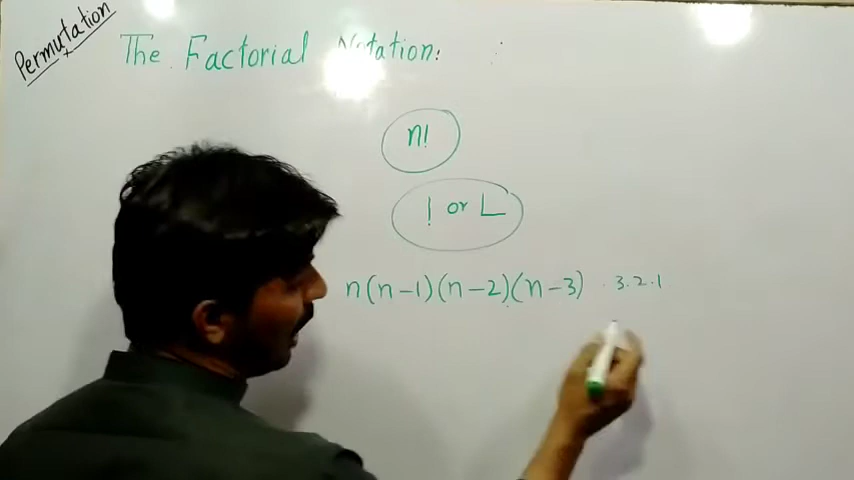 Permutation
The Factorial Notation:
n!
! or L
n(n-1)(n-2)(n-3) . 3.2.1